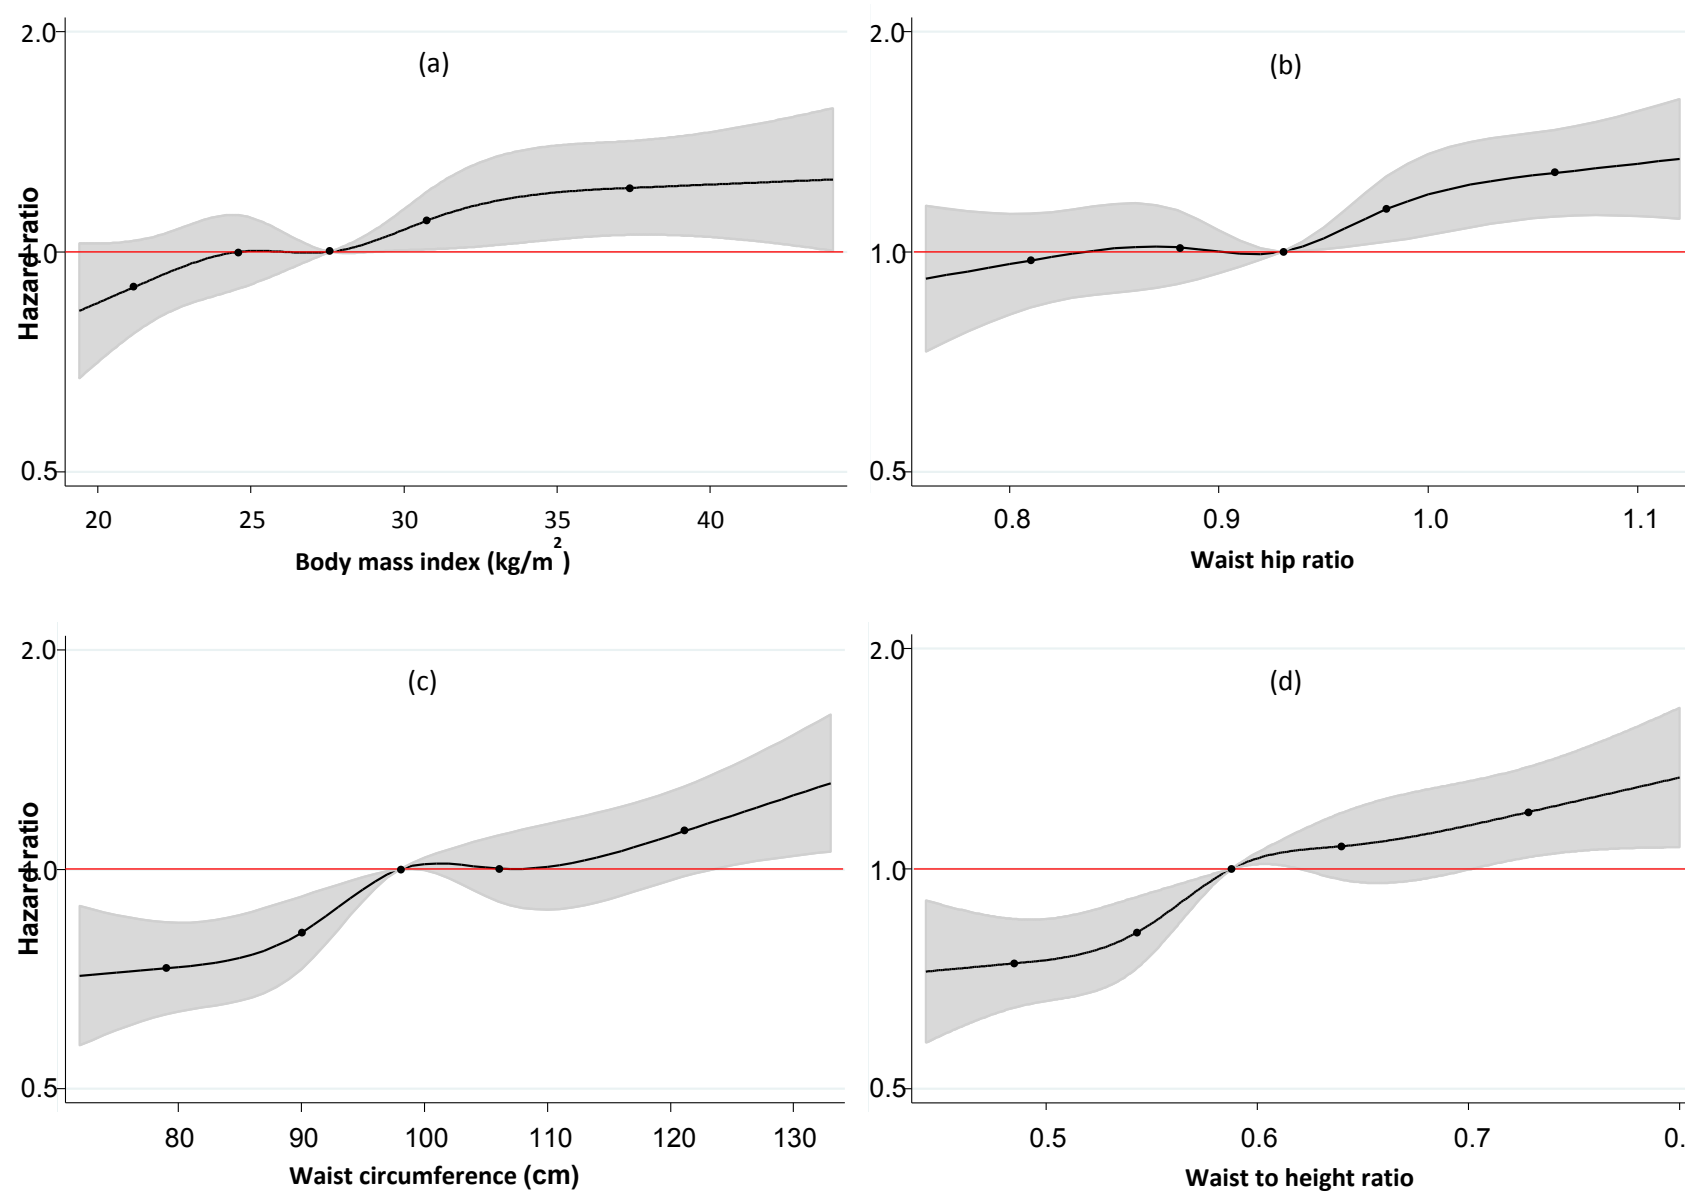 2.0
(a)
Hazard ratio
1.0
0.5
20 25 30 35 40
Body mass index (kg/m2)
2.0
(b)
1.0
0.5
0.8 0.9 1.0 1.1
Waist hip ratio
2.0
(c)
Hazard ratio
1.0
0.5
80 90 100 110 120 130
Waist circumference (cm)
2.0
(d)
1.0
0.5
0.5 0.6 0.7 0.
Waist to height ratio